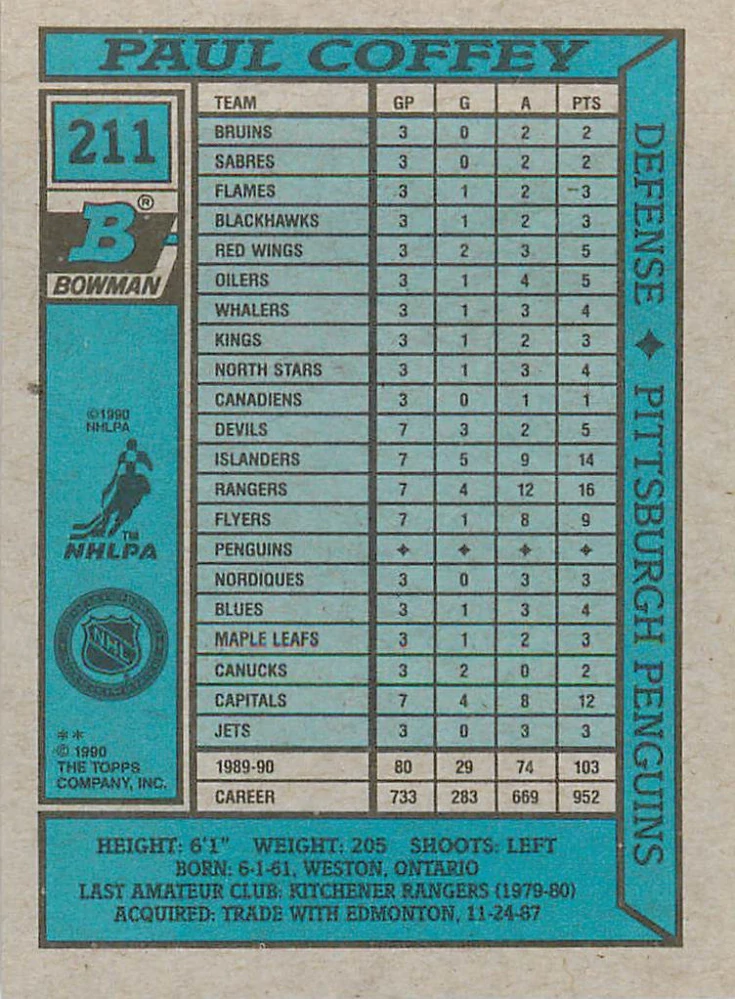 PAUL COFFEY
211
B®
BOWMAN
©1990
NHLPA
TM
NHLPA
NHL
**
© 1990
THE TOPPS
COMPANY, INC.
TEAM GP G A PTS
BRUINS 3 0 2 2
SABRES 3 0 2 2
FLAMES 3 1 2 3
BLACKHAWKS 3 1 2 3
RED WINGS 3 2 3 5
OILERS 3 1 4 5
WHALERS 3 1 3 4
KINGS 3 1 2 3
NORTH STARS 3 1 3 4
CANADIENS 3 0 1 1
DEVILS 7 3 2 5
ISLANDERS 7 5 9 14
RANGERS 7 4 12 16
FLYERS 7 1 8 9
PENGUINS ✦ ✦ ✦ ✦
NORDIQUES 3 0 3 3
BLUES 3 1 3 4
MAPLE LEAFS 3 1 2 3
CANUCKS 3 2 0 2
CAPITALS 7 4 8 12
JETS 3 0 3 3
1989-90 80 29 74 103
CAREER 733 283 669 952
DEFENSE ✦ PITTSBURGH PENGUINS
HEIGHT: 6'1" WEIGHT: 205 SHOOTS: LEFT
BORN: 6-1-61, WESTON, ONTARIO
LAST AMATEUR CLUB: KITCHENER RANGERS (1979-80)
ACQUIRED: TRADE WITH EDMONTON, 11-24-87